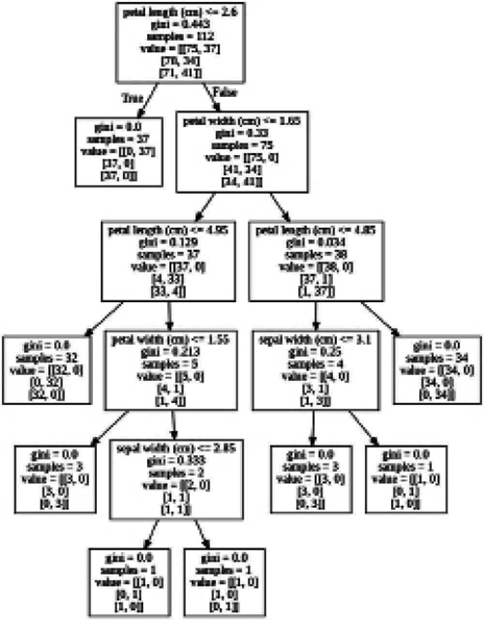 petal length (cm) <= 2.6
gini = 0.443
samples = 112
value = [[75, 37]
[78, 34]
[71, 41]]
True
False
gini = 0.0
samples = 37
value = [[0, 37]
[37, 0]
[37, 0]]
petal width (cm) <= 1.65
gini = 0.33
samples = 75
value = [[75, 0]
[41, 34]
[34, 41]]
petal length (cm) <= 4.95
gini = 0.129
samples = 37
value = [[37, 0]
[4, 33]
[33, 4]]
petal length (cm) <= 4.85
gini = 0.034
samples = 38
value = [[38, 0]
[37, 1]
[1, 37]]
gini = 0.0
samples = 32
value = [[32, 0]
[0, 32]
[32, 0]]
petal width (cm) <= 1.55
gini = 0.213
samples = 5
value = [[5, 0]
[4, 1]
[1, 4]]
sepal width (cm) <= 3.1
gini = 0.25
samples = 4
value = [[4, 0]
[3, 1]
[1, 3]]
gini = 0.0
samples = 34
value = [[34, 0]
[34, 0]
[0, 34]]
gini = 0.0
samples = 3
value = [[3, 0]
[3, 0]
[0, 3]]
sepal width (cm) <= 2.85
gini = 0.333
samples = 2
value = [[2, 0]
[1, 1]
[1, 1]]
gini = 0.0
samples = 3
value = [[3, 0]
[3, 0]
[0, 3]]
gini = 0.0
samples = 1
value = [[1, 0]
[0, 1]
[1, 0]]
gini = 0.0
samples = 1
value = [[1, 0]
[0, 1]
[1, 0]]
gini = 0.0
samples = 1
value = [[1, 0]
[1, 0]
[0, 1]]